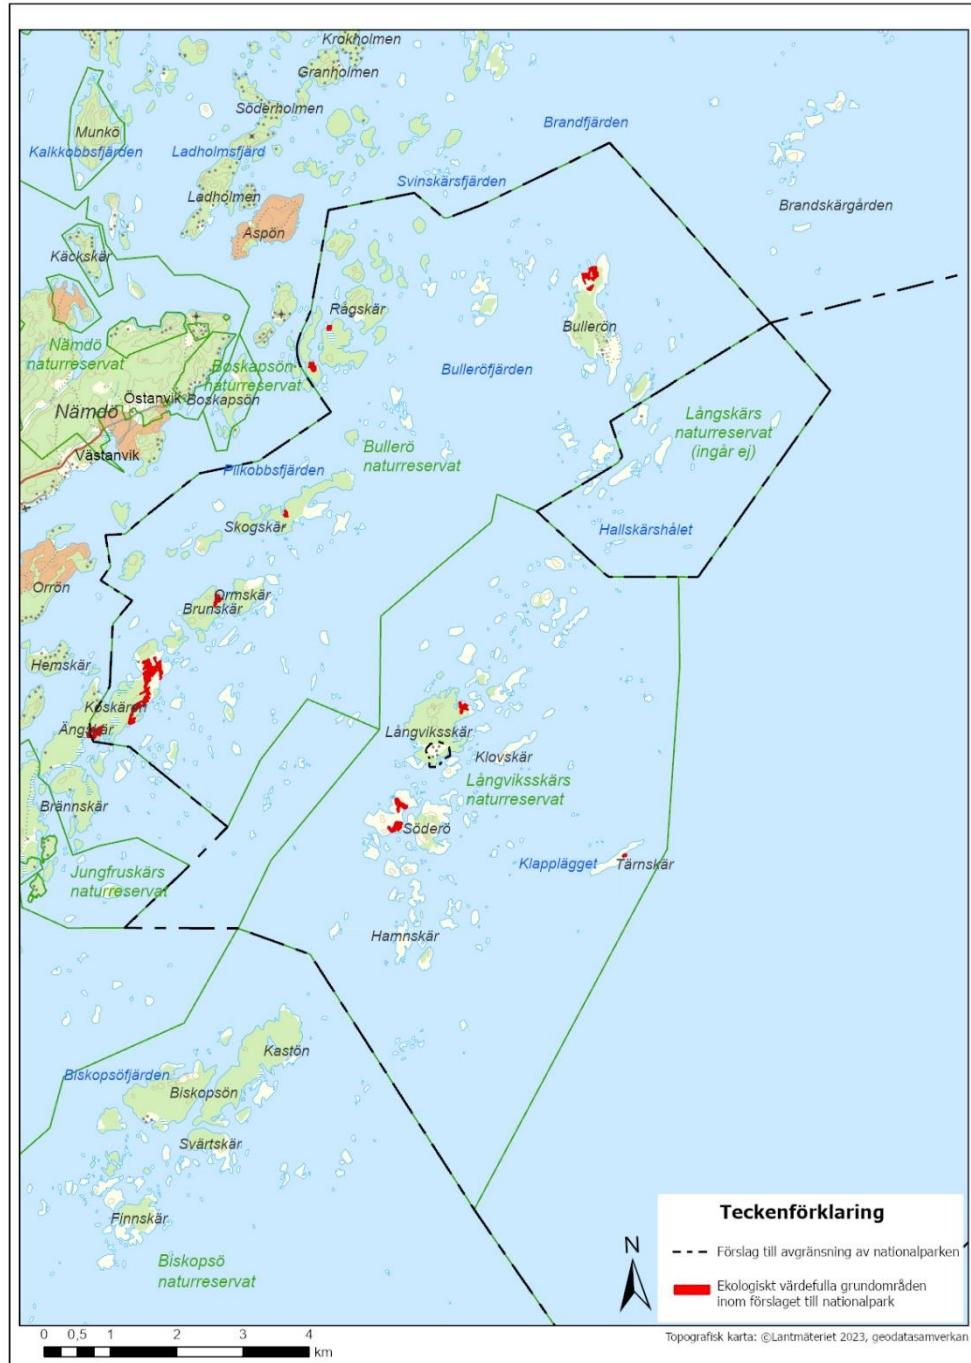 Krokholmen
Granholmen
Söderholmen
Brandfjärden
Munkö
Kalkkobbsfjärden
Ladholmsfjärd
Svinskärsfjärden
Ladholmen
Brandskärgården
Aspön
Käckskär
Rågskär
Bullerön
Nämdö
naturreservat
Boskapsön
naturreservat
Bulleröfjärden
Östanvik
Boskapsön
Nämdö
Långskärs
naturreservat
(ingår ej)
Västanvik
Bullerö
naturreservat
Pilkobbsfjärden
Skogskär
Hallskärshålet
Orrön
Ormskär
Brunskär
Hemskär
Koskären
Ängskär
Långviksskär
Klovskär
Långviksskärs
naturreservat
Brännskär
Söderö
Klapplägget
Tärnskär
Jungfruskärs
naturreservat
Hamnskär
Kastön
Biskopsöfjärden
Biskopsön
Svärtskär
Finnskär
Biskopsö
naturreservat
N
Teckenförklaring
Förslag till avgränsning av nationalparken
Ekologiskt värdefulla grundområden
inom förslaget till nationalpark
0 0,5 1 2 3 4
km
Topografisk karta: ©Lantmäteriet 2023, geodatasamverkan